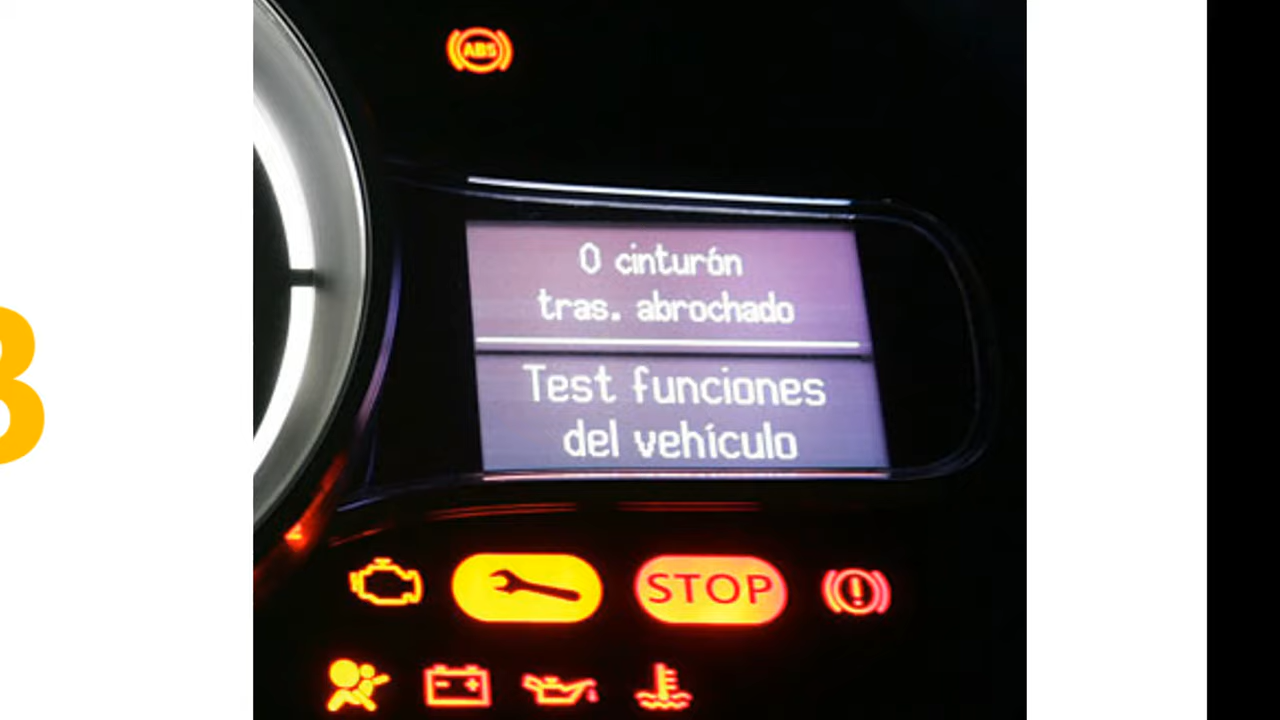 ABS
0 cinturón
tras. abrochado
Test funciones
del vehículo
STOP